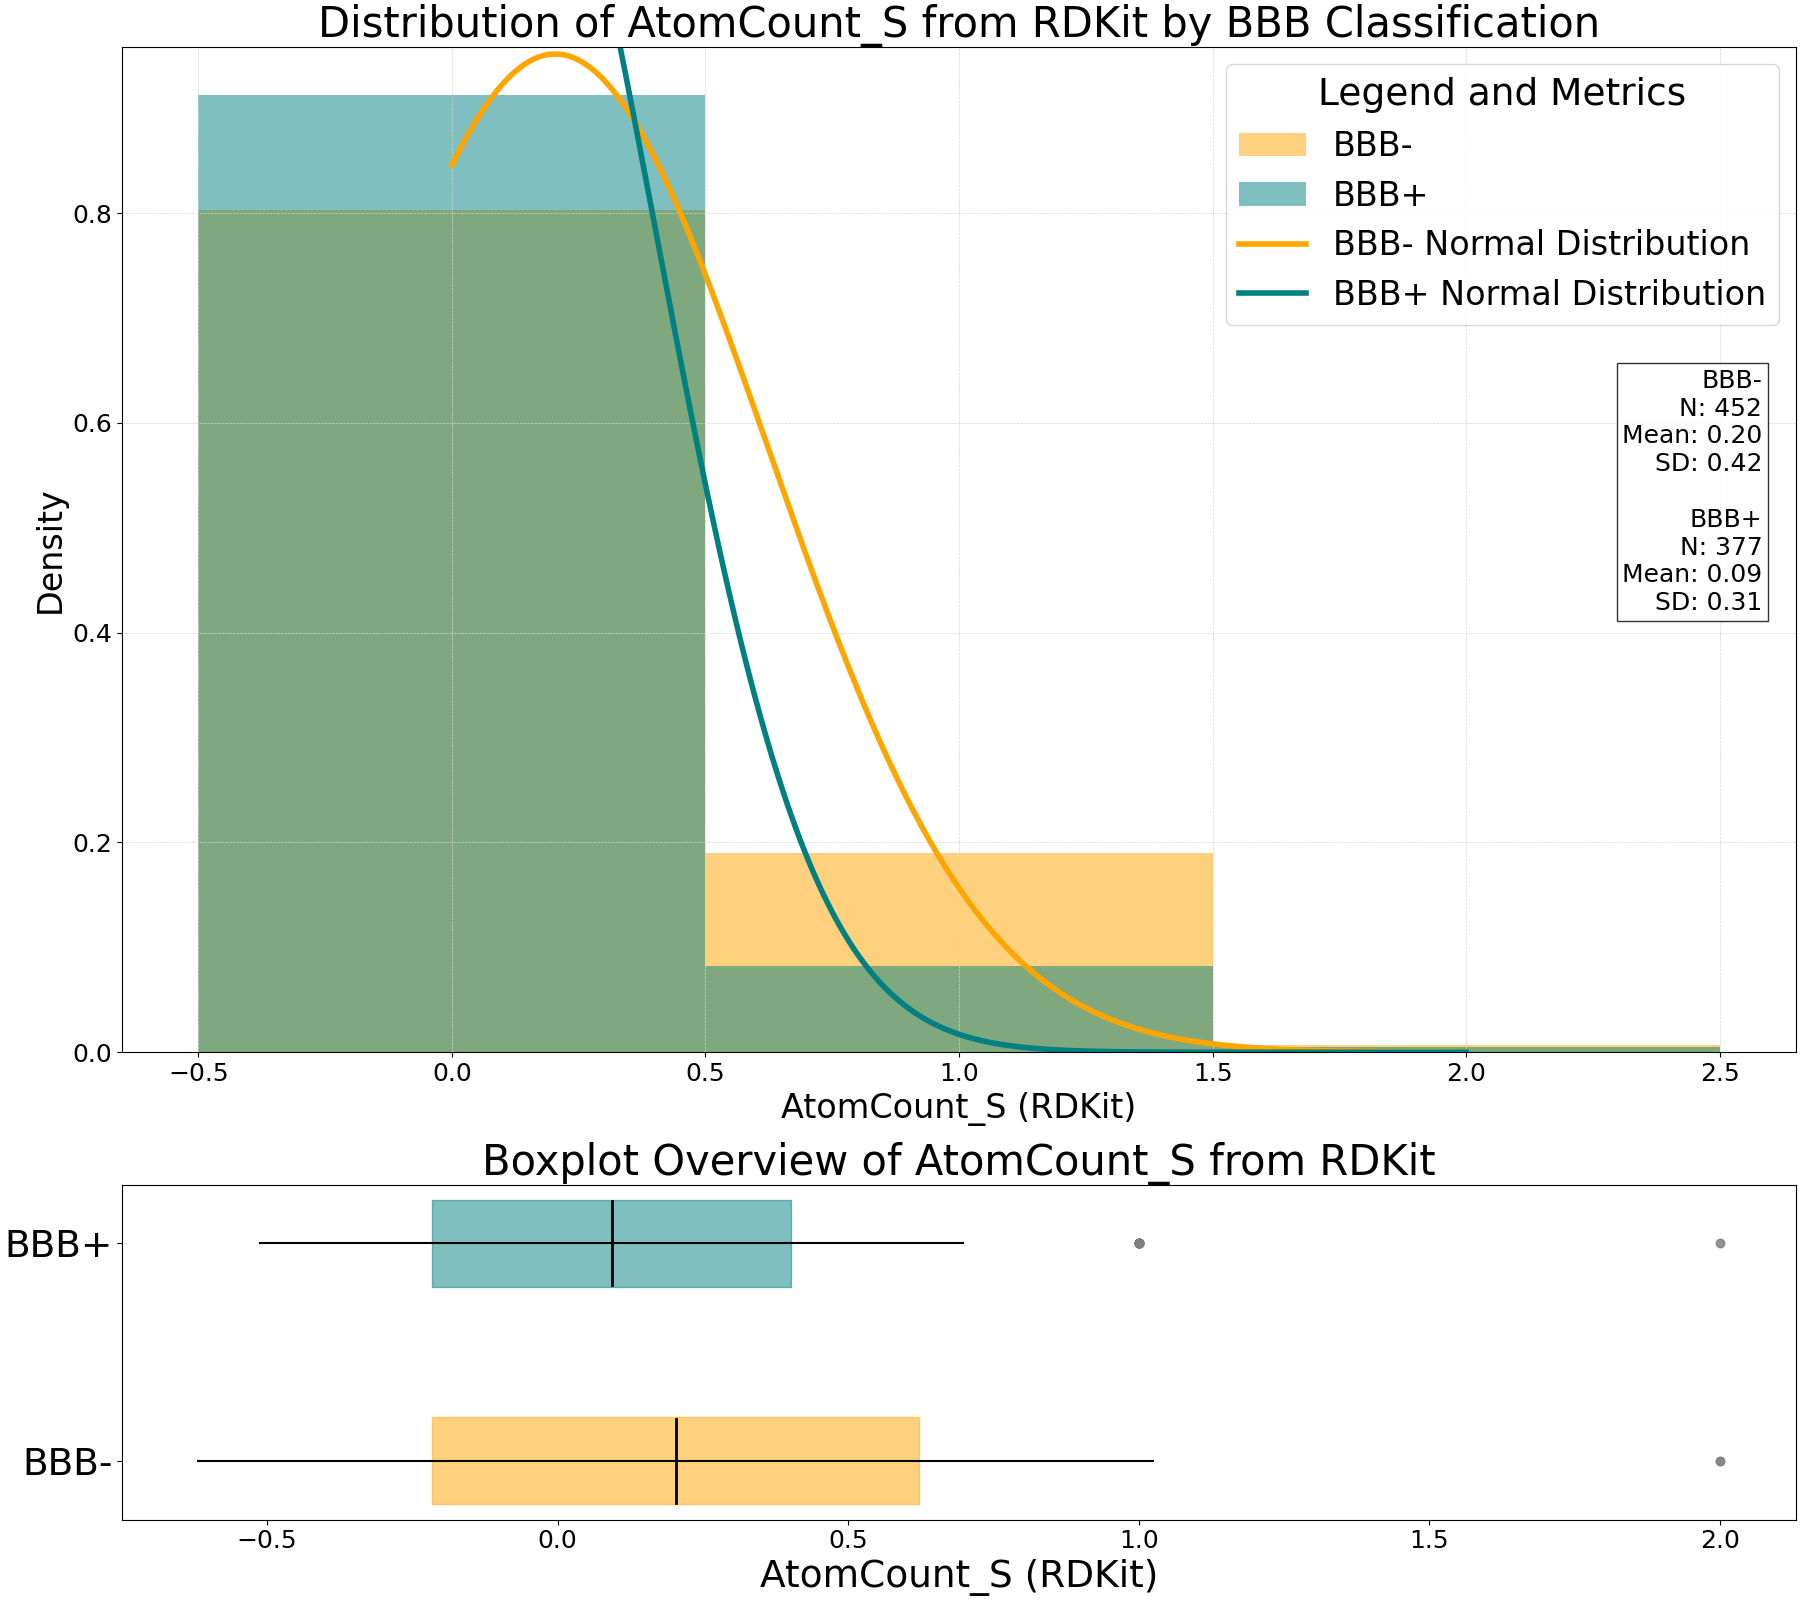 Distribution of AtomCount_S from RDKit by BBB Classification
Legend and Metrics
BBB-
BBB+
BBB- Normal Distribution
BBB+ Normal Distribution
BBB-
N: 452
Mean: 0.20
SD: 0.42
BBB+
N: 377
Mean: 0.09
SD: 0.31
Density
0.8
0.6
0.4
0.2
0.0
−0.5 0.0 0.5 1.0 1.5 2.0 2.5
AtomCount_S (RDKit)
Boxplot Overview of AtomCount_S from RDKit
BBB+
BBB-
−0.5 0.0 0.5 1.0 1.5 2.0
AtomCount_S (RDKit)